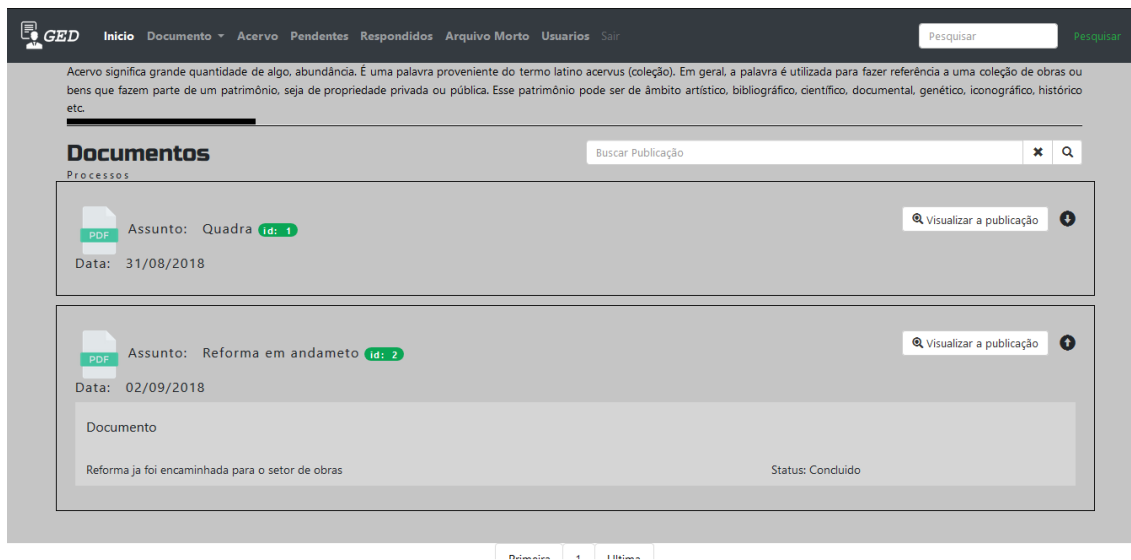 GED Inicio Documento Acervo Pendentes Respondidos Arquivo Morto Usuarios Sair Pesquisar Pesquisar
Acervo significa grande quantidade de algo, abundância. É uma palavra proveniente do termo latino acervus (coleção). Em geral, a palavra é utilizada para fazer referência a uma coleção de obras ou
bens que fazem parte de um patrimônio, seja de propriedade privada ou pública. Esse patrimônio pode ser de âmbito artístico, bibliográfico, científico, documental, genético, iconográfico, histórico
etc.
Documentos Buscar Publicação
Processos
PDF Assunto: Quadra id: 1 Visualizar a publicação
Data: 31/08/2018
PDF Assunto: Reforma em andameto id: 2 Visualizar a publicação
Data: 02/09/2018
Documento
Reforma ja foi encaminhada para o setor de obras Status: Concluido
Primeira 1 Ultima